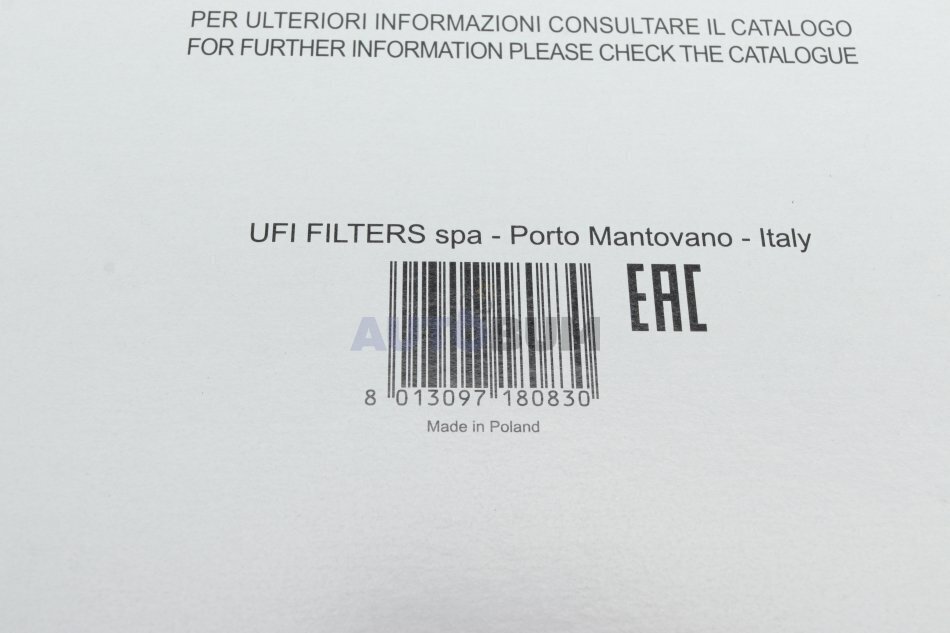 PER ULTERIORI INFORMAZIONI CONSULTARE IL CATALOGO
FOR FURTHER INFORMATION PLEASE CHECK THE CATALOGUE
UFI FILTERS spa - Porto Mantovano - Italy
EAC
AUTOBUM
8 013097 180830
Made in Poland